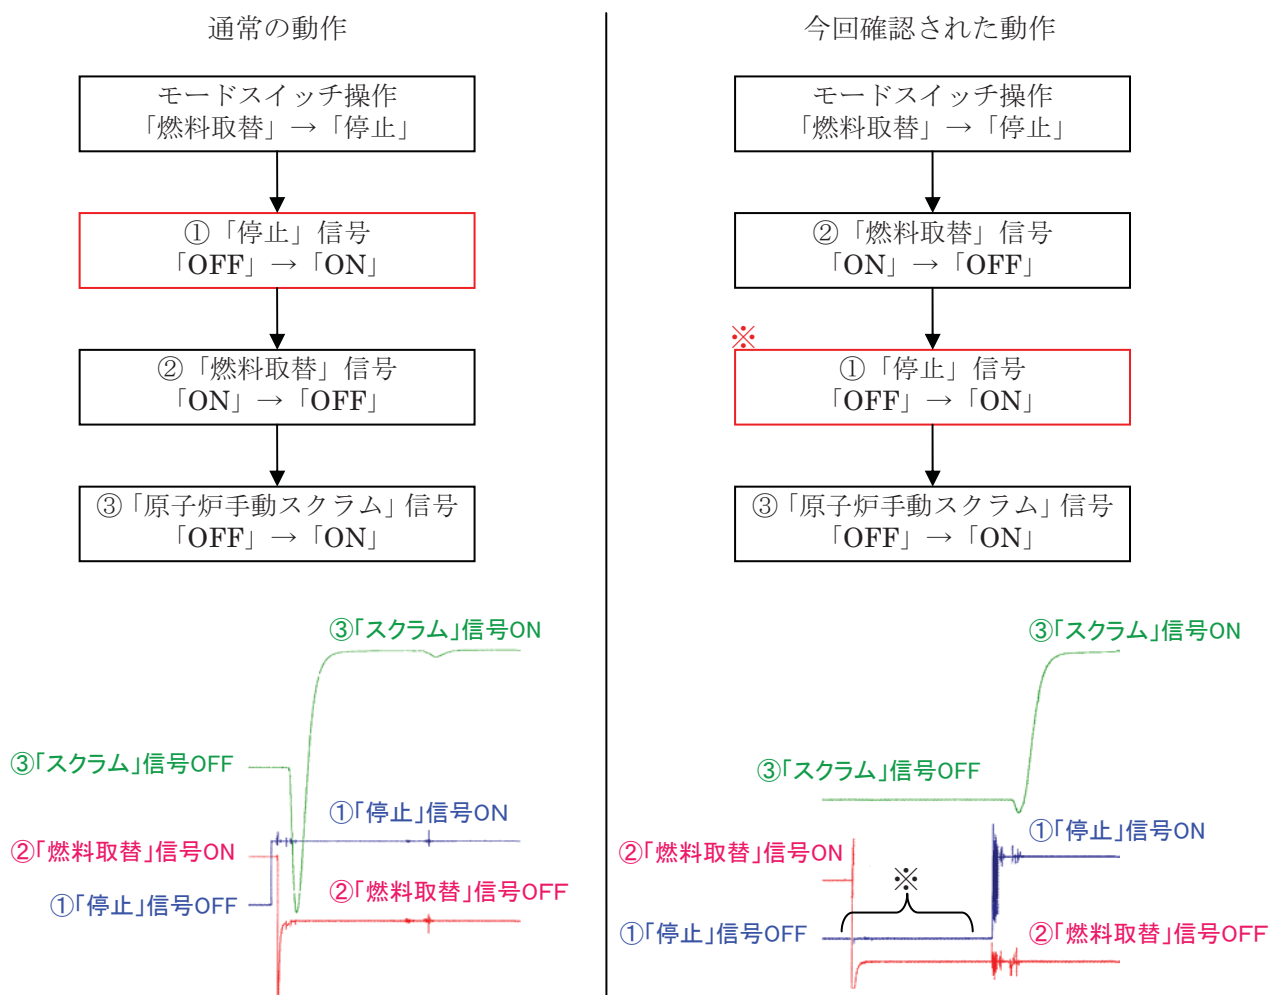 通常の動作
モードスイッチ操作
「燃料取替」→「停止」
①「停止」信号
「OFF」→「ON」
②「燃料取替」信号
「ON」→「OFF」
③「原子炉手動スクラム」信号
「OFF」→「ON」
③「スクラム」信号ON
③「スクラム」信号OFF
①「停止」信号ON
②「燃料取替」信号ON
②「燃料取替」信号OFF
①「停止」信号OFF
今回確認された動作
モードスイッチ操作
「燃料取替」→「停止」
②「燃料取替」信号
「ON」→「OFF」
※
①「停止」信号
「OFF」→「ON」
③「原子炉手動スクラム」信号
「OFF」→「ON」
③「スクラム」信号ON
③「スクラム」信号OFF
①「停止」信号ON
②「燃料取替」信号ON
※
①「停止」信号OFF
②「燃料取替」信号OFF